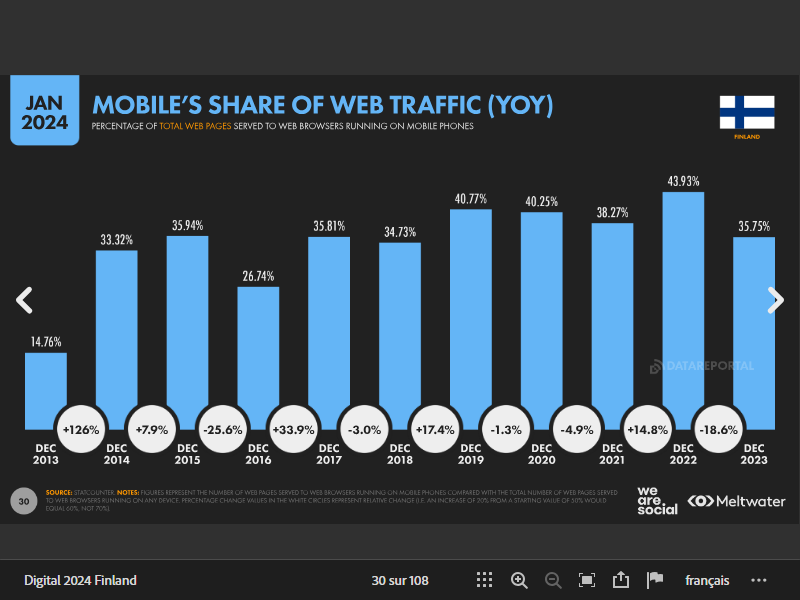 JAN
2024
MOBILE'S SHARE OF WEB TRAFFIC (YOY)
PERCENTAGE OF TOTAL WEB PAGES SERVED TO WEB BROWSERS RUNNING ON MOBILE PHONES
FINLAND
14.76%
33.32%
35.94%
26.74%
35.81%
34.73%
40.77%
40.25%
38.27%
43.93%
35.75%
DATAREPORTAL
+126%
+7.9%
-25.6%
+33.9%
-3.0%
+17.4%
-1.3%
-4.9%
+14.8%
-18.6%
DEC
2013
DEC
2014
DEC
2015
DEC
2016
DEC
2017
DEC
2018
DEC
2019
DEC
2020
DEC
2021
DEC
2022
DEC
2023
30
SOURCE: STATCOUNTER. NOTES: FIGURES REPRESENT THE NUMBER OF WEB PAGES SERVED TO WEB BROWSERS RUNNING ON MOBILE PHONES COMPARED WITH THE TOTAL NUMBER OF WEB PAGES SERVED
TO WEB BROWSERS RUNNING ON ANY DEVICE. PERCENTAGE CHANGE VALUES IN THE WHITE CIRCLES REPRESENT RELATIVE CHANGE (I.E. AN INCREASE OF 20% FROM A STARTING VALUE OF 50% WOULD
EQUAL 60%, NOT 70%).
we
are.
social
Meltwater
Digital 2024 Finland
30 sur 108
français